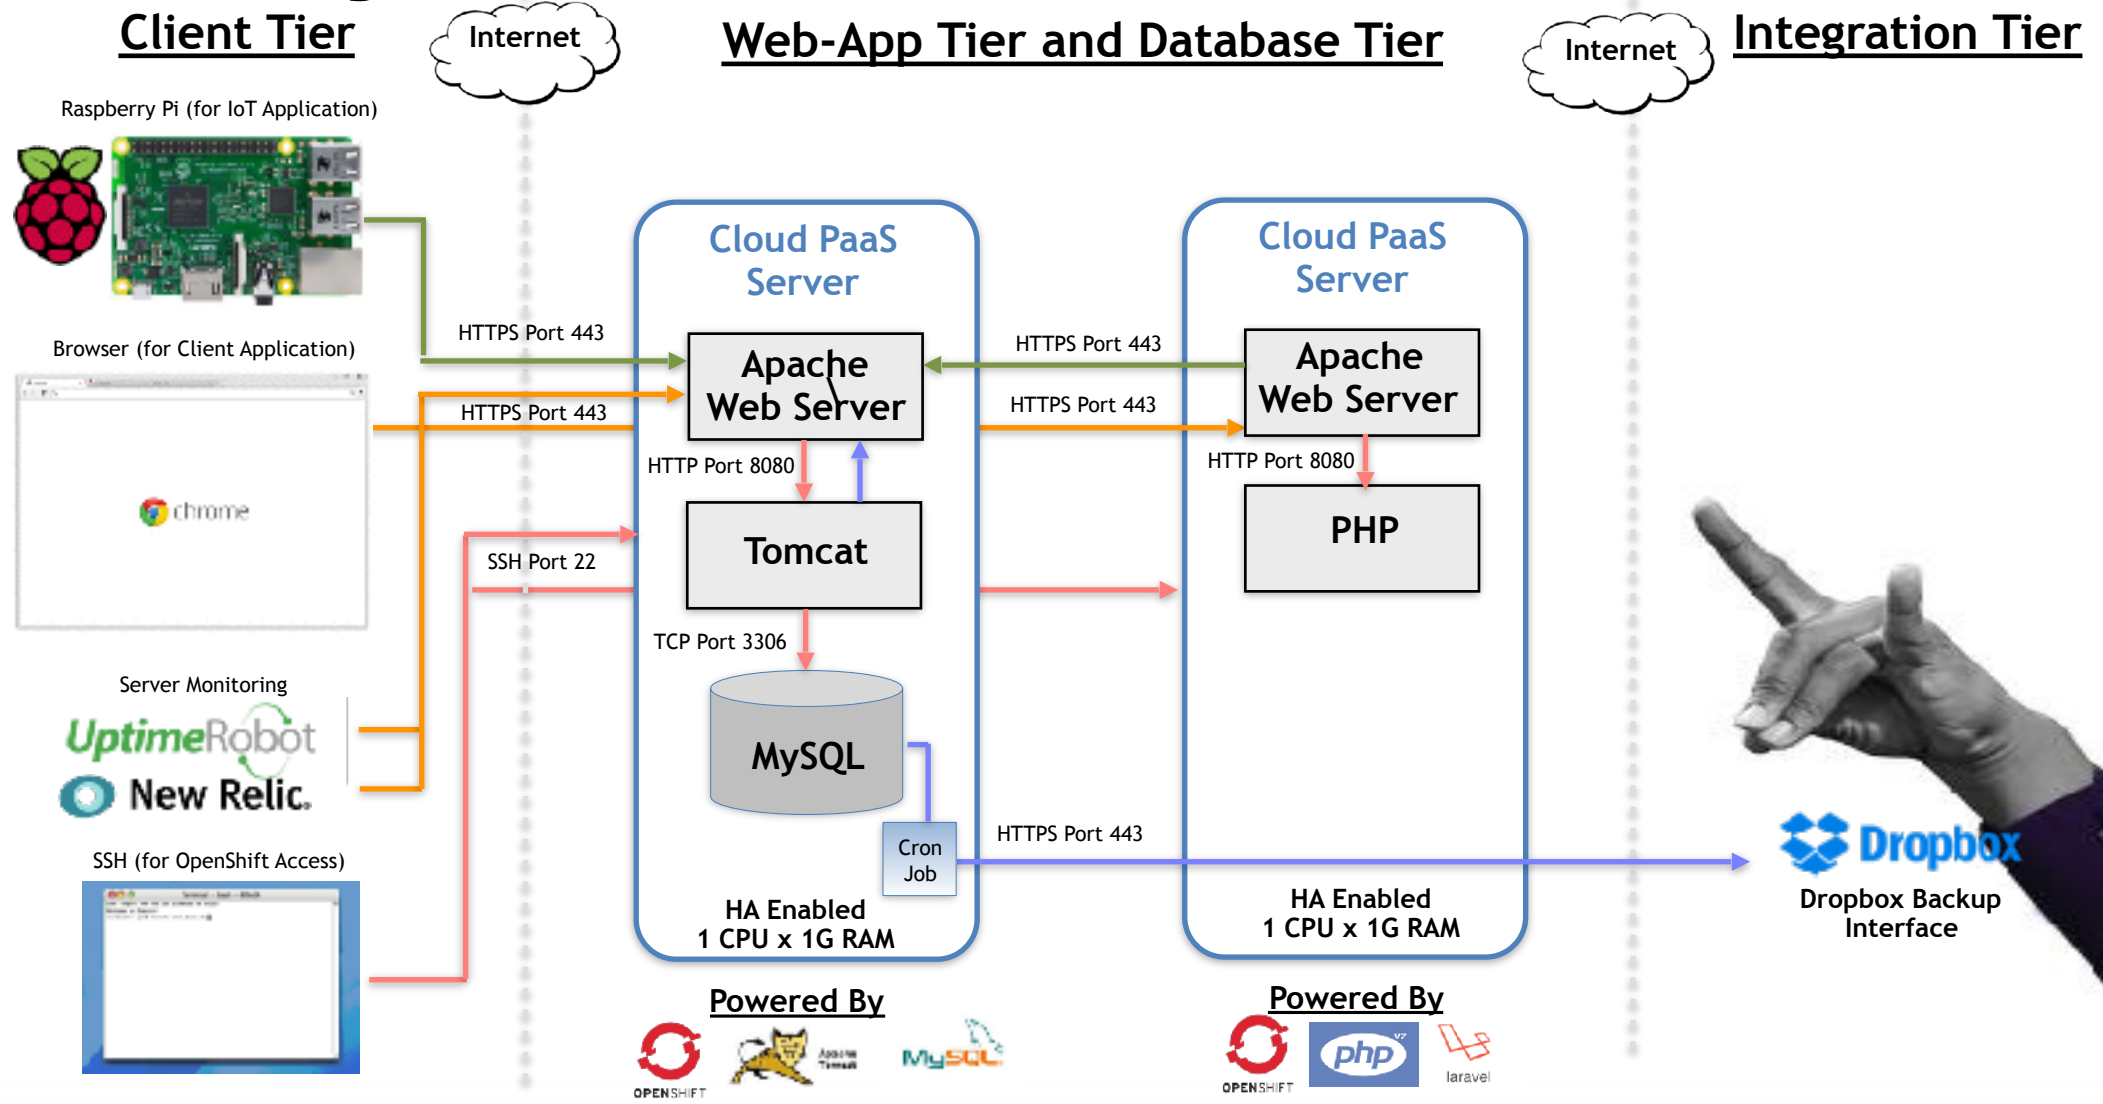 Client Tier
Internet
Web-App Tier and Database Tier
Internet
Integration Tier
Raspberry Pi (for IoT Application)
Browser (for Client Application)
chrome
Server Monitoring
UptimeRobot
New Relic.
SSH (for OpenShift Access)
HTTPS Port 443
HTTPS Port 443
SSH Port 22
Cloud PaaS
Server
Apache
Web Server
HTTP Port 8080
Tomcat
TCP Port 3306
MySQL
Cron
Job
HA Enabled
1 CPU x 1G RAM
Powered By
OPENSHIFT
Apache
Tomcat
MySQL
HTTPS Port 443
HTTPS Port 443
HTTPS Port 443
Cloud PaaS
Server
Apache
Web Server
HTTP Port 8080
PHP
HA Enabled
1 CPU x 1G RAM
Powered By
OPENSHIFT
php
V7
laravel
Dropbox
Dropbox Backup
Interface